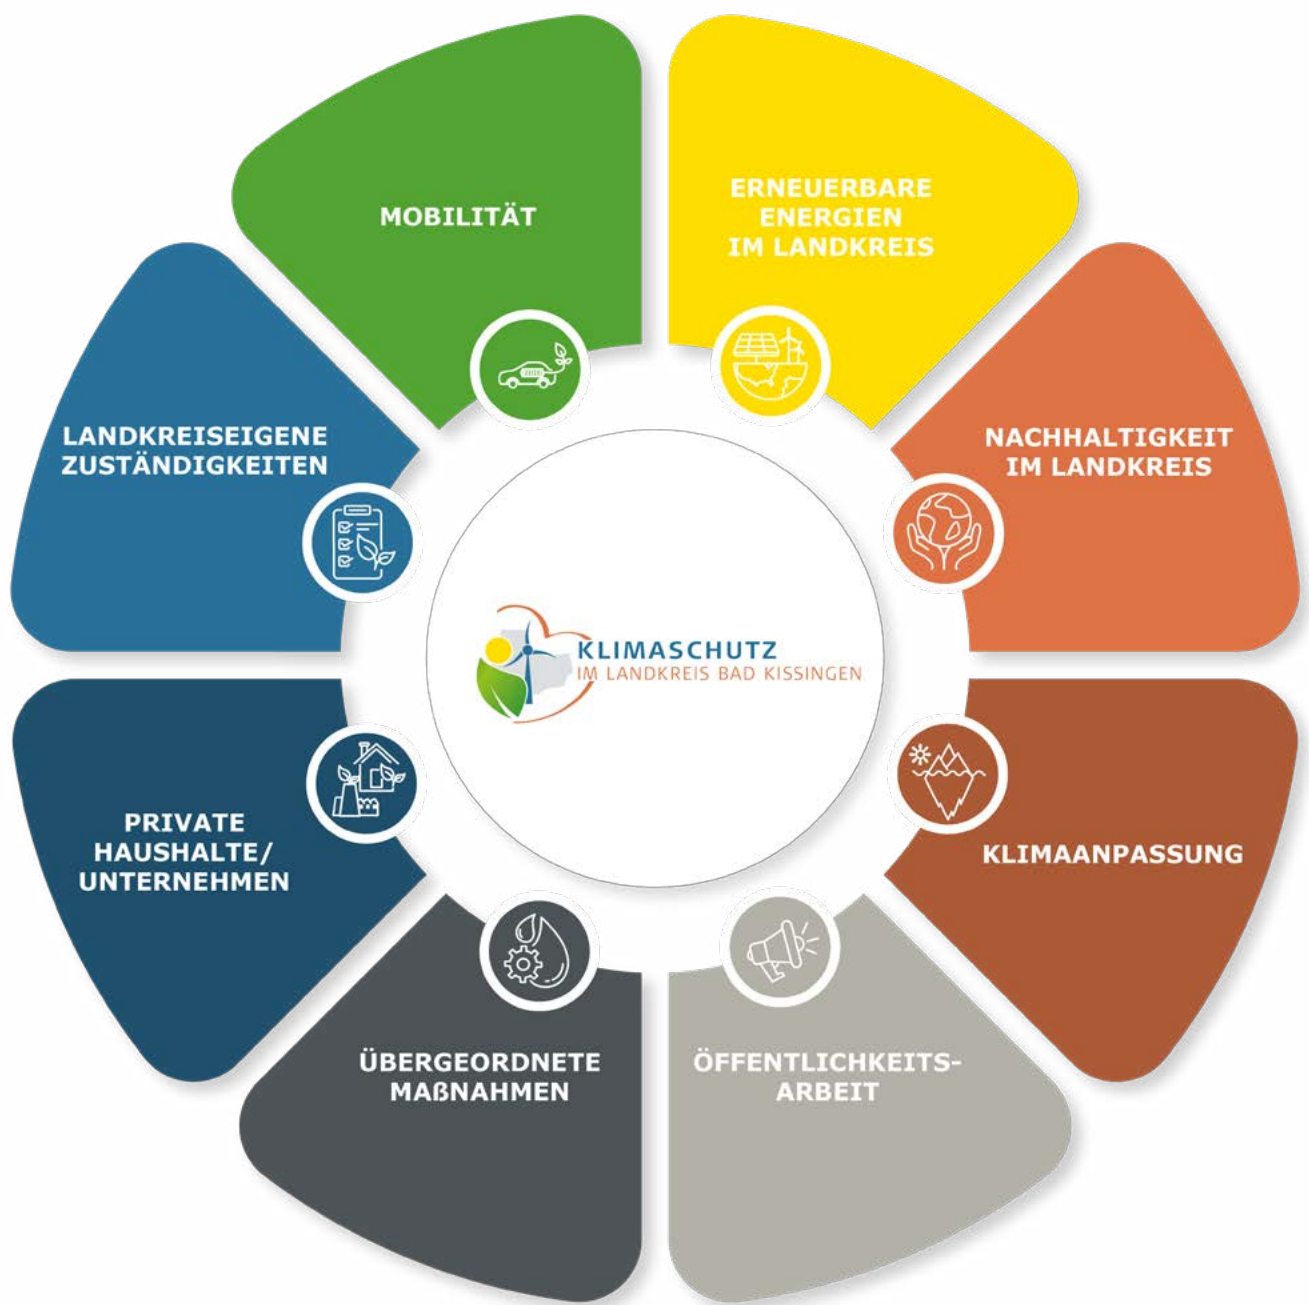 MOBILITÄT
ERNEUERBARE
ENERGIEN
IM LANDKREIS
LANDKREISEIGENE
ZUSTÄNDIGKEITEN
NACHHALTIGKEIT
IM LANDKREIS
KLIMASCHUTZ
IM LANDKREIS BAD KISSINGEN
PRIVATE
HAUSHALTE/
UNTERNEHMEN
KLIMAANPASSUNG
ÜBERGEORDNETE
MAßNAHMEN
ÖFFENTLICHKEITS-
ARBEIT